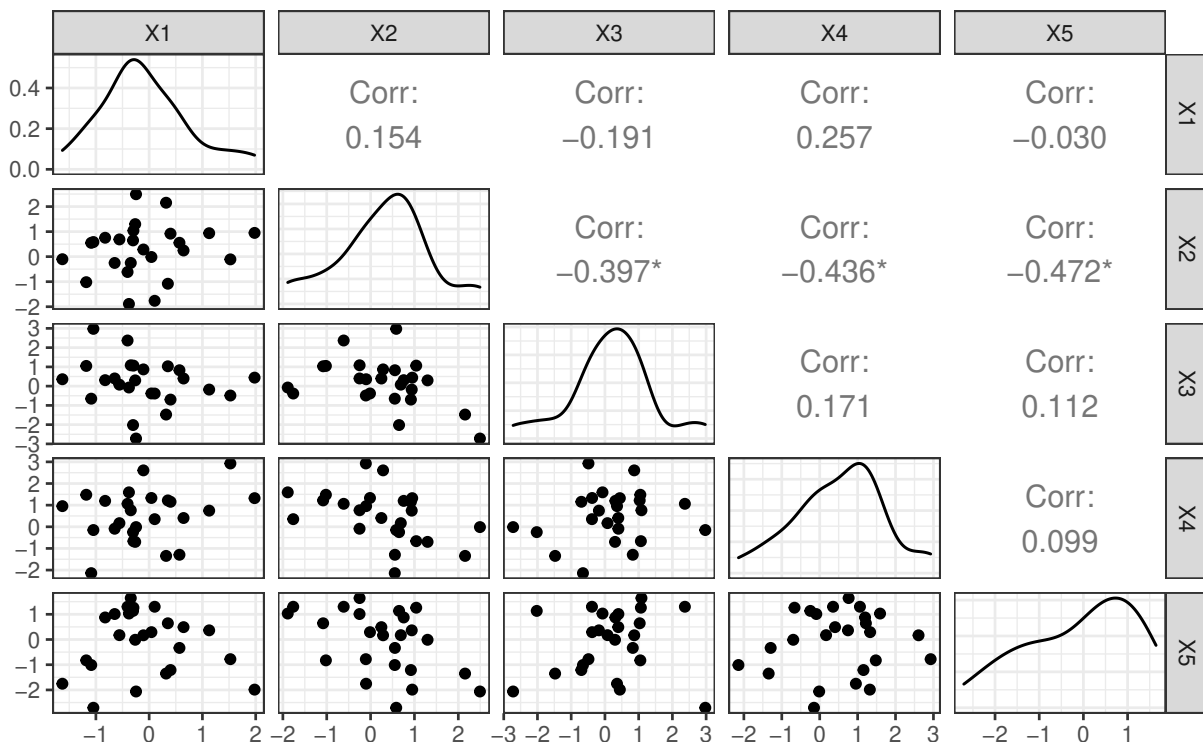 X1 X2 X3 X4 X5
0.4
0.2
0.0
Corr:
0.154
Corr:
−0.191
Corr:
0.257
Corr:
−0.030
X1
2
1
0
−1
−2
Corr:
−0.397*
Corr:
−0.436*
Corr:
−0.472*
X2
3
2
1
0
−1
−2
−3
Corr:
0.171
Corr:
0.112
X3
3
2
1
0
−1
−2
Corr:
0.099
X4
1
0
−1
−2
X5
−1 0 1 2 −2 −1 0 1 2 −3 −2 −1 0 1 2 3 −2 −1 0 1 2 3 −2 −1 0 1